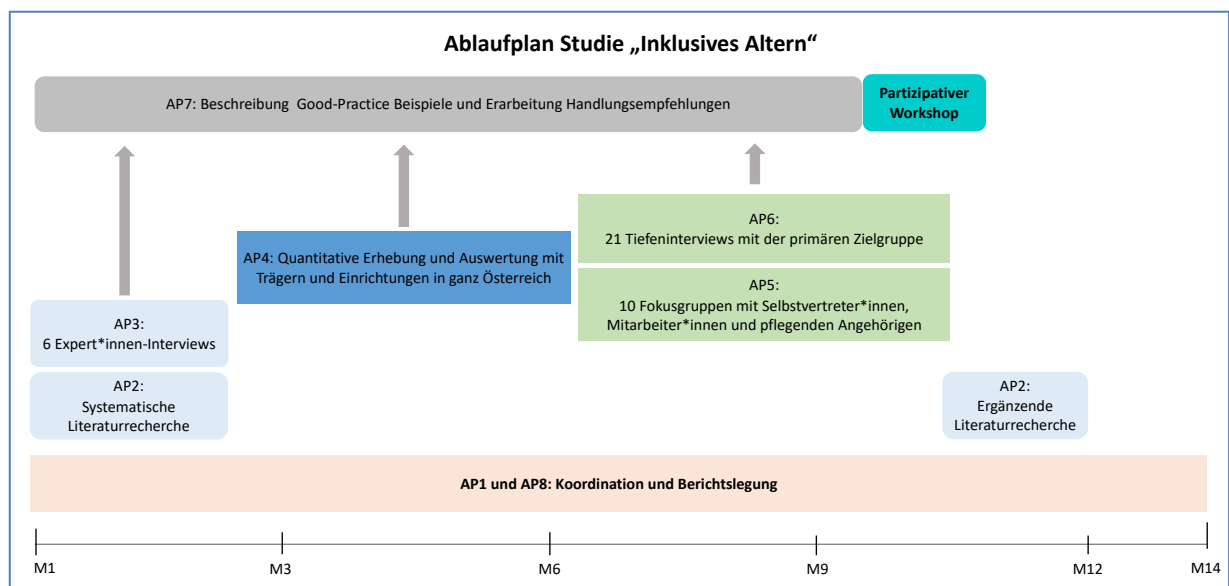 Ablaufplan Studie „Inklusives Altern“
AP7: Beschreibung Good-Practice Beispiele und Erarbeitung Handlungsempfehlungen
Partizipativer
Workshop
AP6:
21 Tiefeninterviews mit der primären Zielgruppe
AP4: Quantitative Erhebung und Auswertung mit
Trägern und Einrichtungen in ganz Österreich
AP5:
10 Fokusgruppen mit Selbstvertreter*innen,
Mitarbeiter*innen und pflegenden Angehörigen
AP3:
6 Expert*innen-Interviews
AP2:
Systematische
Literaturrecherche
AP2:
Ergänzende
Literaturrecherche
AP1 und AP8: Koordination und Berichtslegung
M1
M3
M6
M9
M12
M14